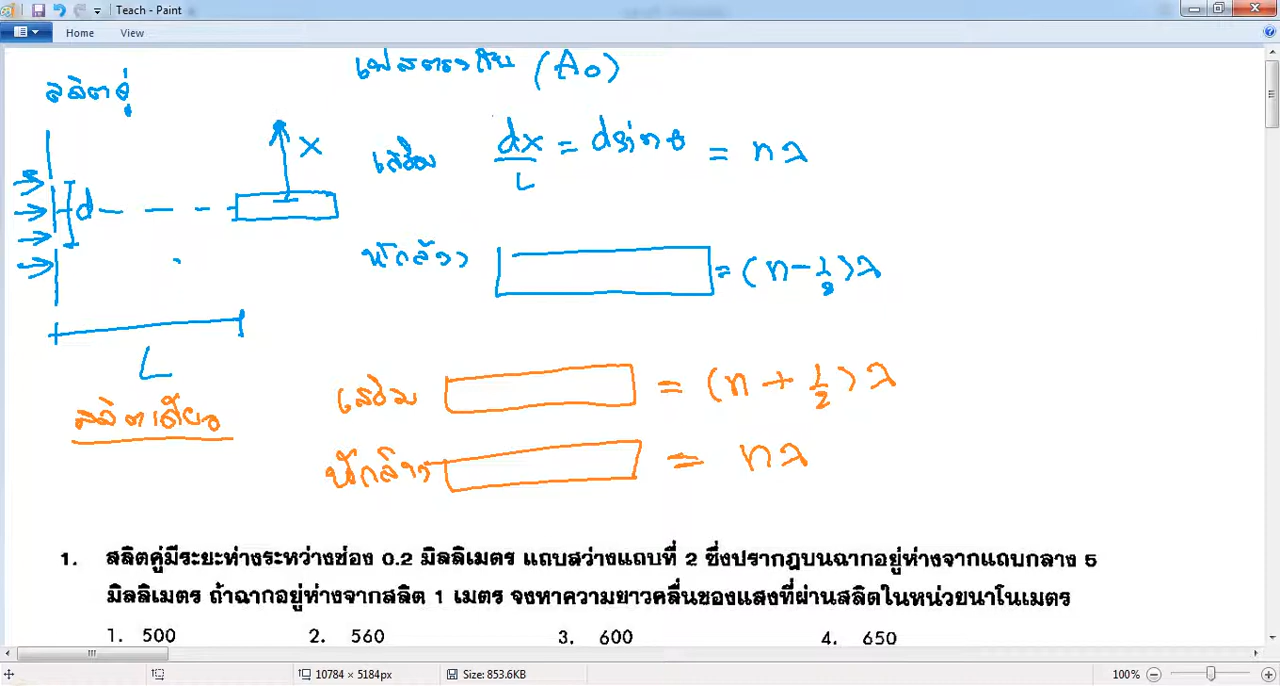 Teach - Paint
Home View
เฟสตรงกัน (A0)
สลิตคู่
X
เสริม dx/L = d sin θ = nλ
d
หักล้าง = (n - 1/2) λ
L
เสริม = (n + 1/2) λ
สลิตเดี่ยว
หักล้าง = nλ
1. สลิตคู่มีระยะห่างระหว่างช่อง 0.2 มิลลิเมตร แถบสว่างแถบที่ 2 ซึ่งปรากฎบนฉากอยู่ห่างจากแถบกลาง 5
มิลลิเมตร ถ้าฉากอยู่ห่างจากสลิต 1 เมตร จงหาความยาวคลื่นของแสงที่ผ่านสลิตในหน่วยนาโนเมตร
1. 500 2. 560 3. 600 4. 650
10784 × 5184px Size: 853.6KB 100%